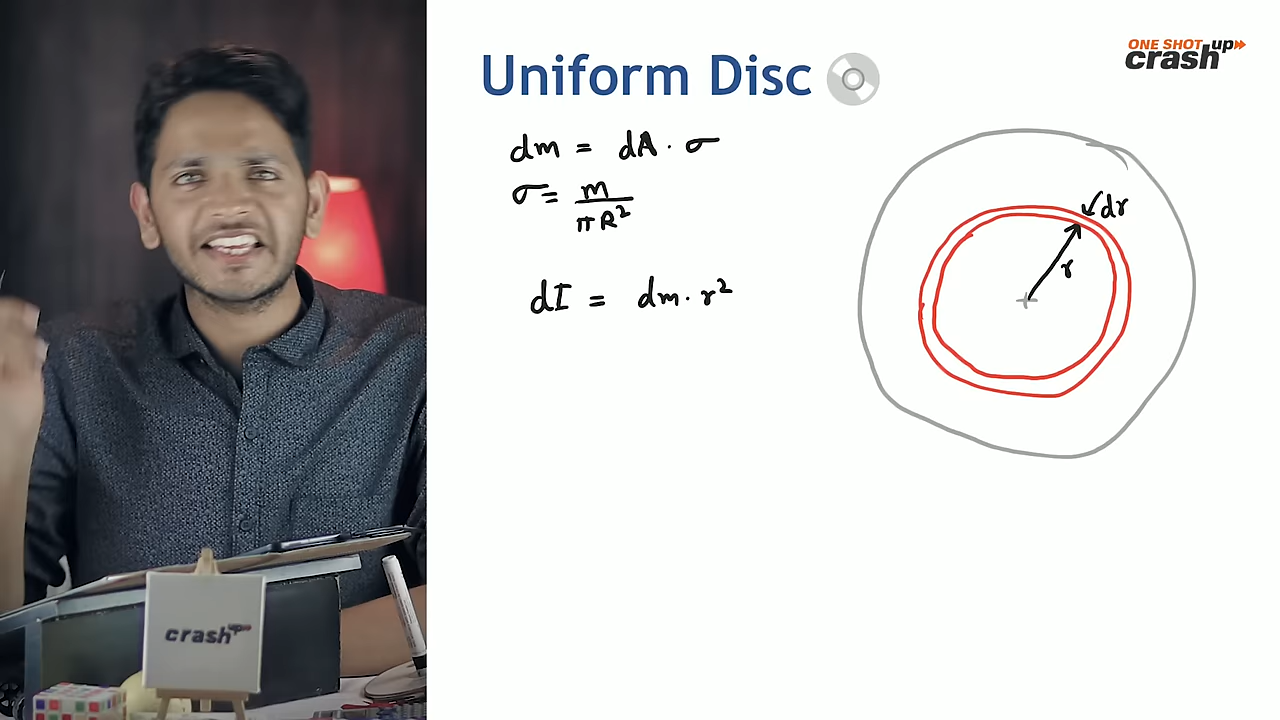 ONE SHOT
crash up
Uniform Disc
dm = dA · σ
σ = m / πR²
dI = dm · r²
dr
r
crash